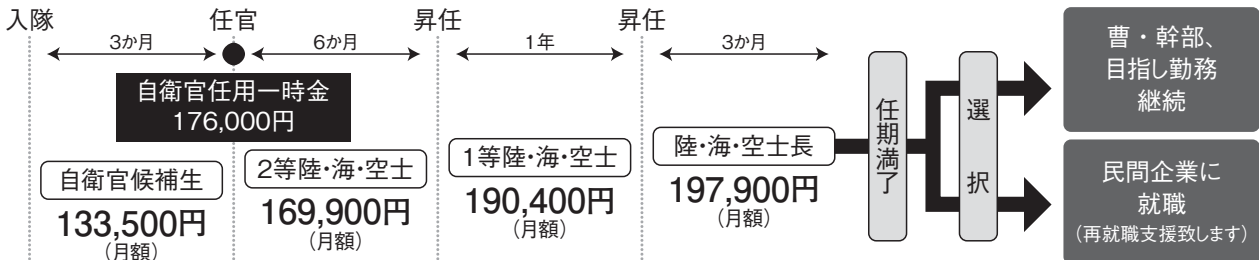 入隊
任官
昇任
昇任
3か月
6か月
1年
3か月
自衛官任用一時金
176,000円
自衛官候補生
133,500円
(月額)
2等陸・海・空士
169,900円
(月額)
1等陸・海・空士
190,400円
(月額)
陸・海・空士長
197,900円
(月額)
任期満了
選択
曹・幹部、
目指し勤務
継続
民間企業に
就職
(再就職支援致します)